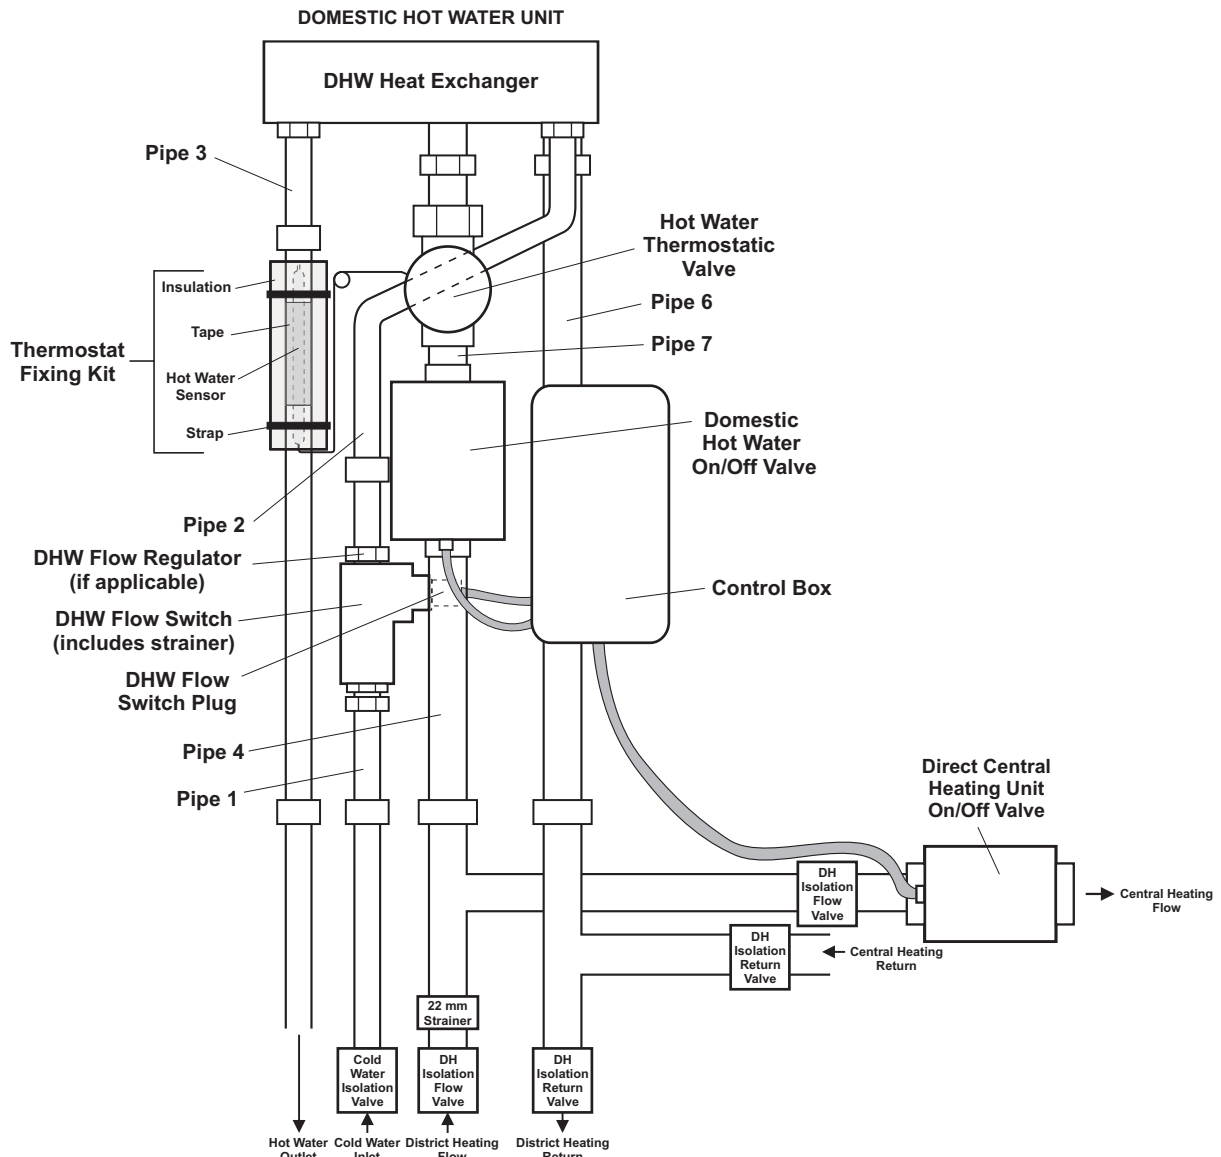 DOMESTIC HOT WATER UNIT
DHW Heat Exchanger
Pipe 3
Hot Water
Thermostatic
Valve
Insulation
Pipe 6
Tape
Pipe 7
Thermostat
Fixing Kit
Hot Water
Sensor
Strap
Domestic
Hot Water
On/Off Valve
Pipe 2
DHW Flow Regulator
(if applicable)
Control Box
DHW Flow Switch
(includes strainer)
DHW Flow
Switch Plug
Pipe 4
Pipe 1
Direct Central
Heating Unit
On/Off Valve
DH
Isolation
Flow
Valve
Central Heating
Flow
DH
Isolation
Return
Valve
Central Heating
Return
22 mm
Strainer
Cold
Water
Isolation
Valve
DH
Isolation
Flow
Valve
DH
Isolation
Return
Valve
Hot Water
Outlet
Cold Water
Inlet
District Heating
Flow
District Heating
Return